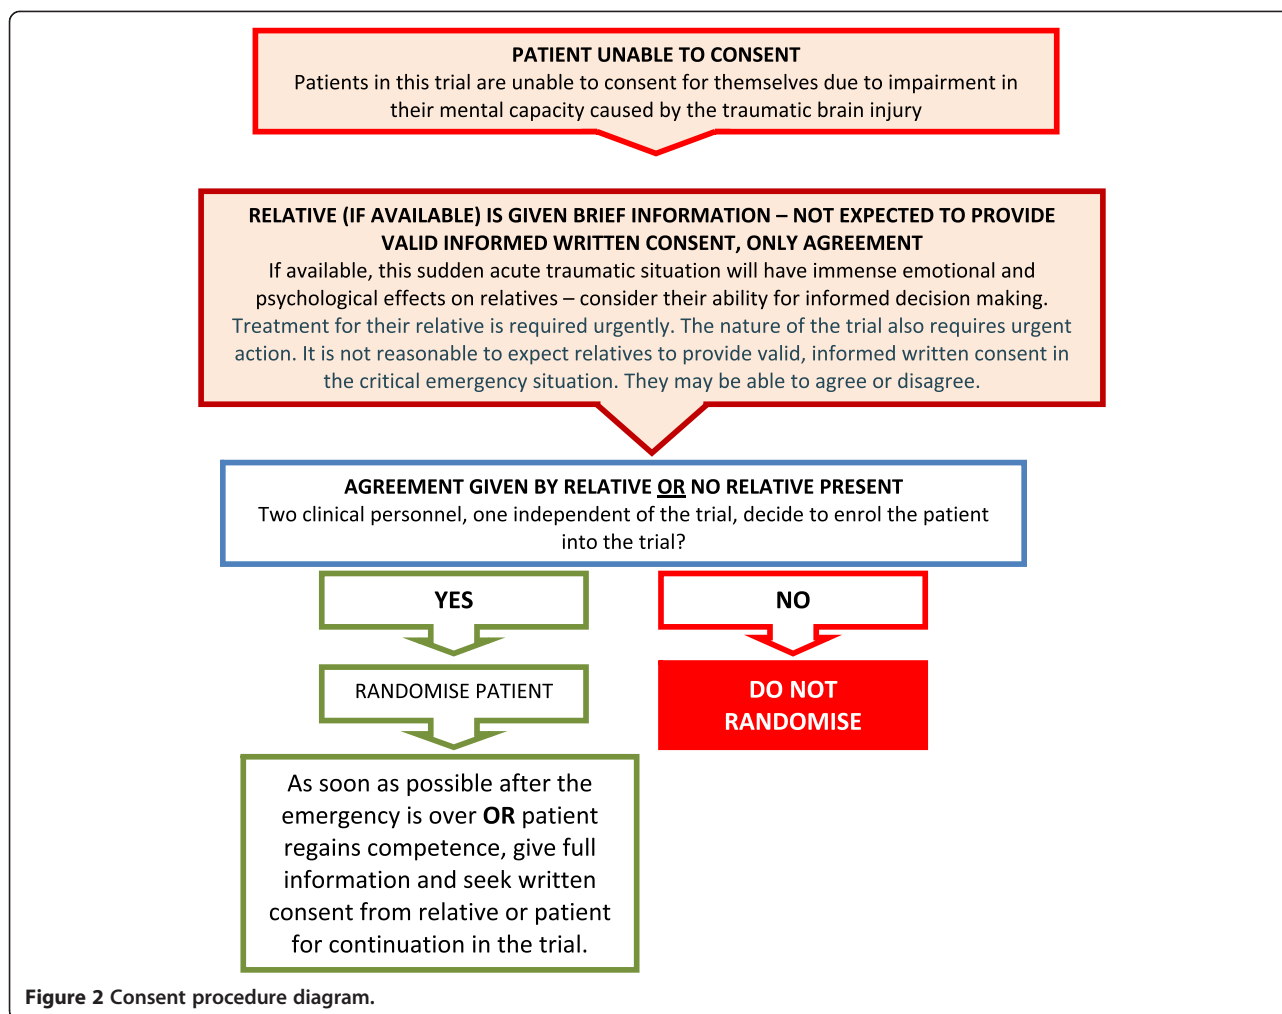 PATIENT UNABLE TO CONSENT
Patients in this trial are unable to consent for themselves due to impairment in
their mental capacity caused by the traumatic brain injury
RELATIVE (IF AVAILABLE) IS GIVEN BRIEF INFORMATION – NOT EXPECTED TO PROVIDE
VALID INFORMED WRITTEN CONSENT, ONLY AGREEMENT
If available, this sudden acute traumatic situation will have immense emotional and
psychological effects on relatives – consider their ability for informed decision making.
Treatment for their relative is required urgently. The nature of the trial also requires urgent
action. It is not reasonable to expect relatives to provide valid, informed written consent in
the critical emergency situation. They may be able to agree or disagree.
AGREEMENT GIVEN BY RELATIVE OR NO RELATIVE PRESENT
Two clinical personnel, one independent of the trial, decide to enrol the patient
into the trial?
YES
NO
RANDOMISE PATIENT
DO NOT
RANDOMISE
As soon as possible after the
emergency is over OR patient
regains competence, give full
information and seek written
consent from relative or patient
for continuation in the trial.
Figure 2 Consent procedure diagram.